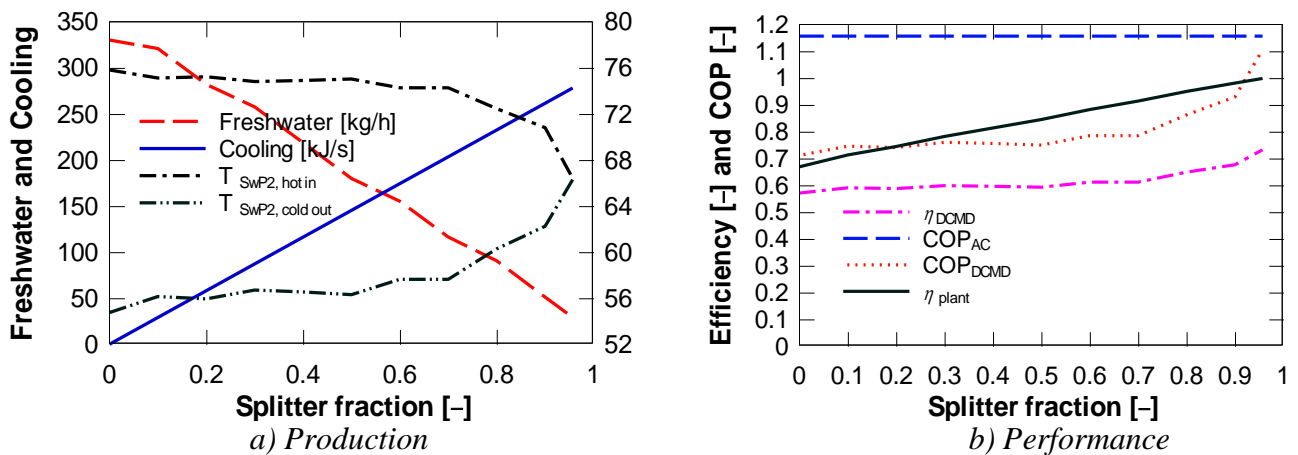 Freshwater and Cooling
350
300
250
200
150
100
50
0
80
76
72
68
64
60
56
52
Freshwater [kg/h]
Cooling [kJ/s]
T SwP2, hot in
T SwP2, cold out
0 0.2 0.4 0.6 0.8 1
Splitter fraction [–]
a) Production
Efficiency [–] and COP [–]
1.2
1.1
1
0.9
0.8
0.7
0.6
0.5
0.4
0.3
0.2
0.1
0
η DCMD
COP AC
COP DCMD
η plant
0 0.1 0.2 0.3 0.4 0.5 0.6 0.7 0.8 0.9 1
Splitter fraction [–]
b) Performance